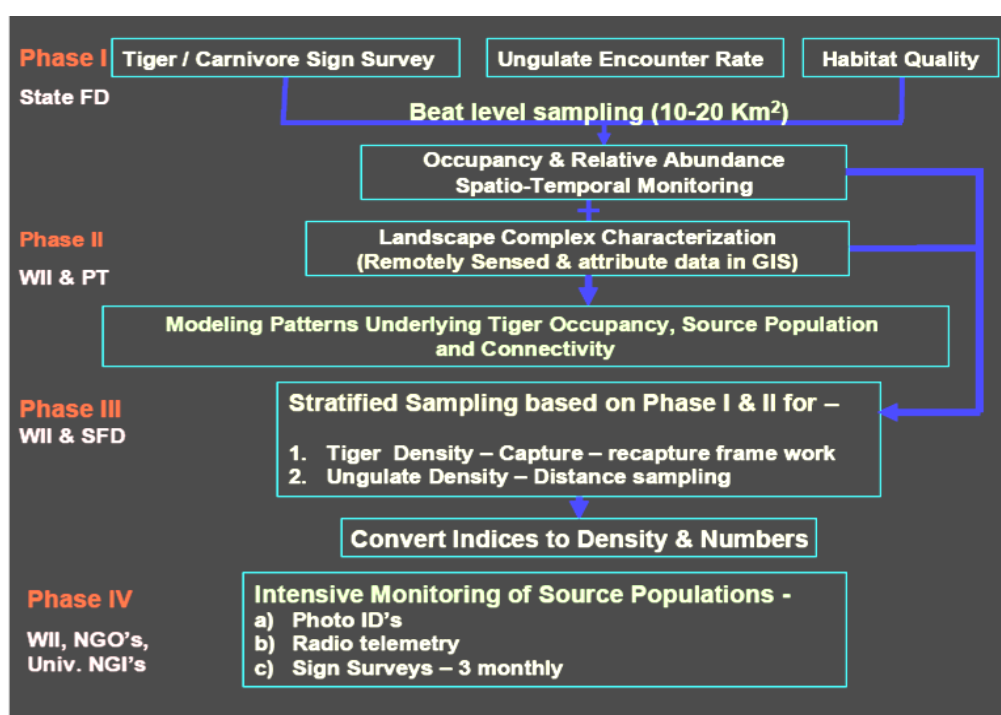 Phase I
Tiger / Carnivore Sign Survey
Ungulate Encounter Rate
Habitat Quality
State FD
Beat level sampling (10-20 Km²)
Occupancy & Relative Abundance
Spatio-Temporal Monitoring
+
Phase II
WII & PT
Landscape Complex Characterization
(Remotely Sensed & attribute data in GIS)
Modeling Patterns Underlying Tiger Occupancy, Source Population
and Connectivity
Phase III
WII & SFD
Stratified Sampling based on Phase I & II for –
1. Tiger Density – Capture – recapture frame work
2. Ungulate Density – Distance sampling
Convert Indices to Density & Numbers
Phase IV
WII, NGO's,
Univ. NGI's
Intensive Monitoring of Source Populations -
a) Photo ID's
b) Radio telemetry
c) Sign Surveys – 3 monthly